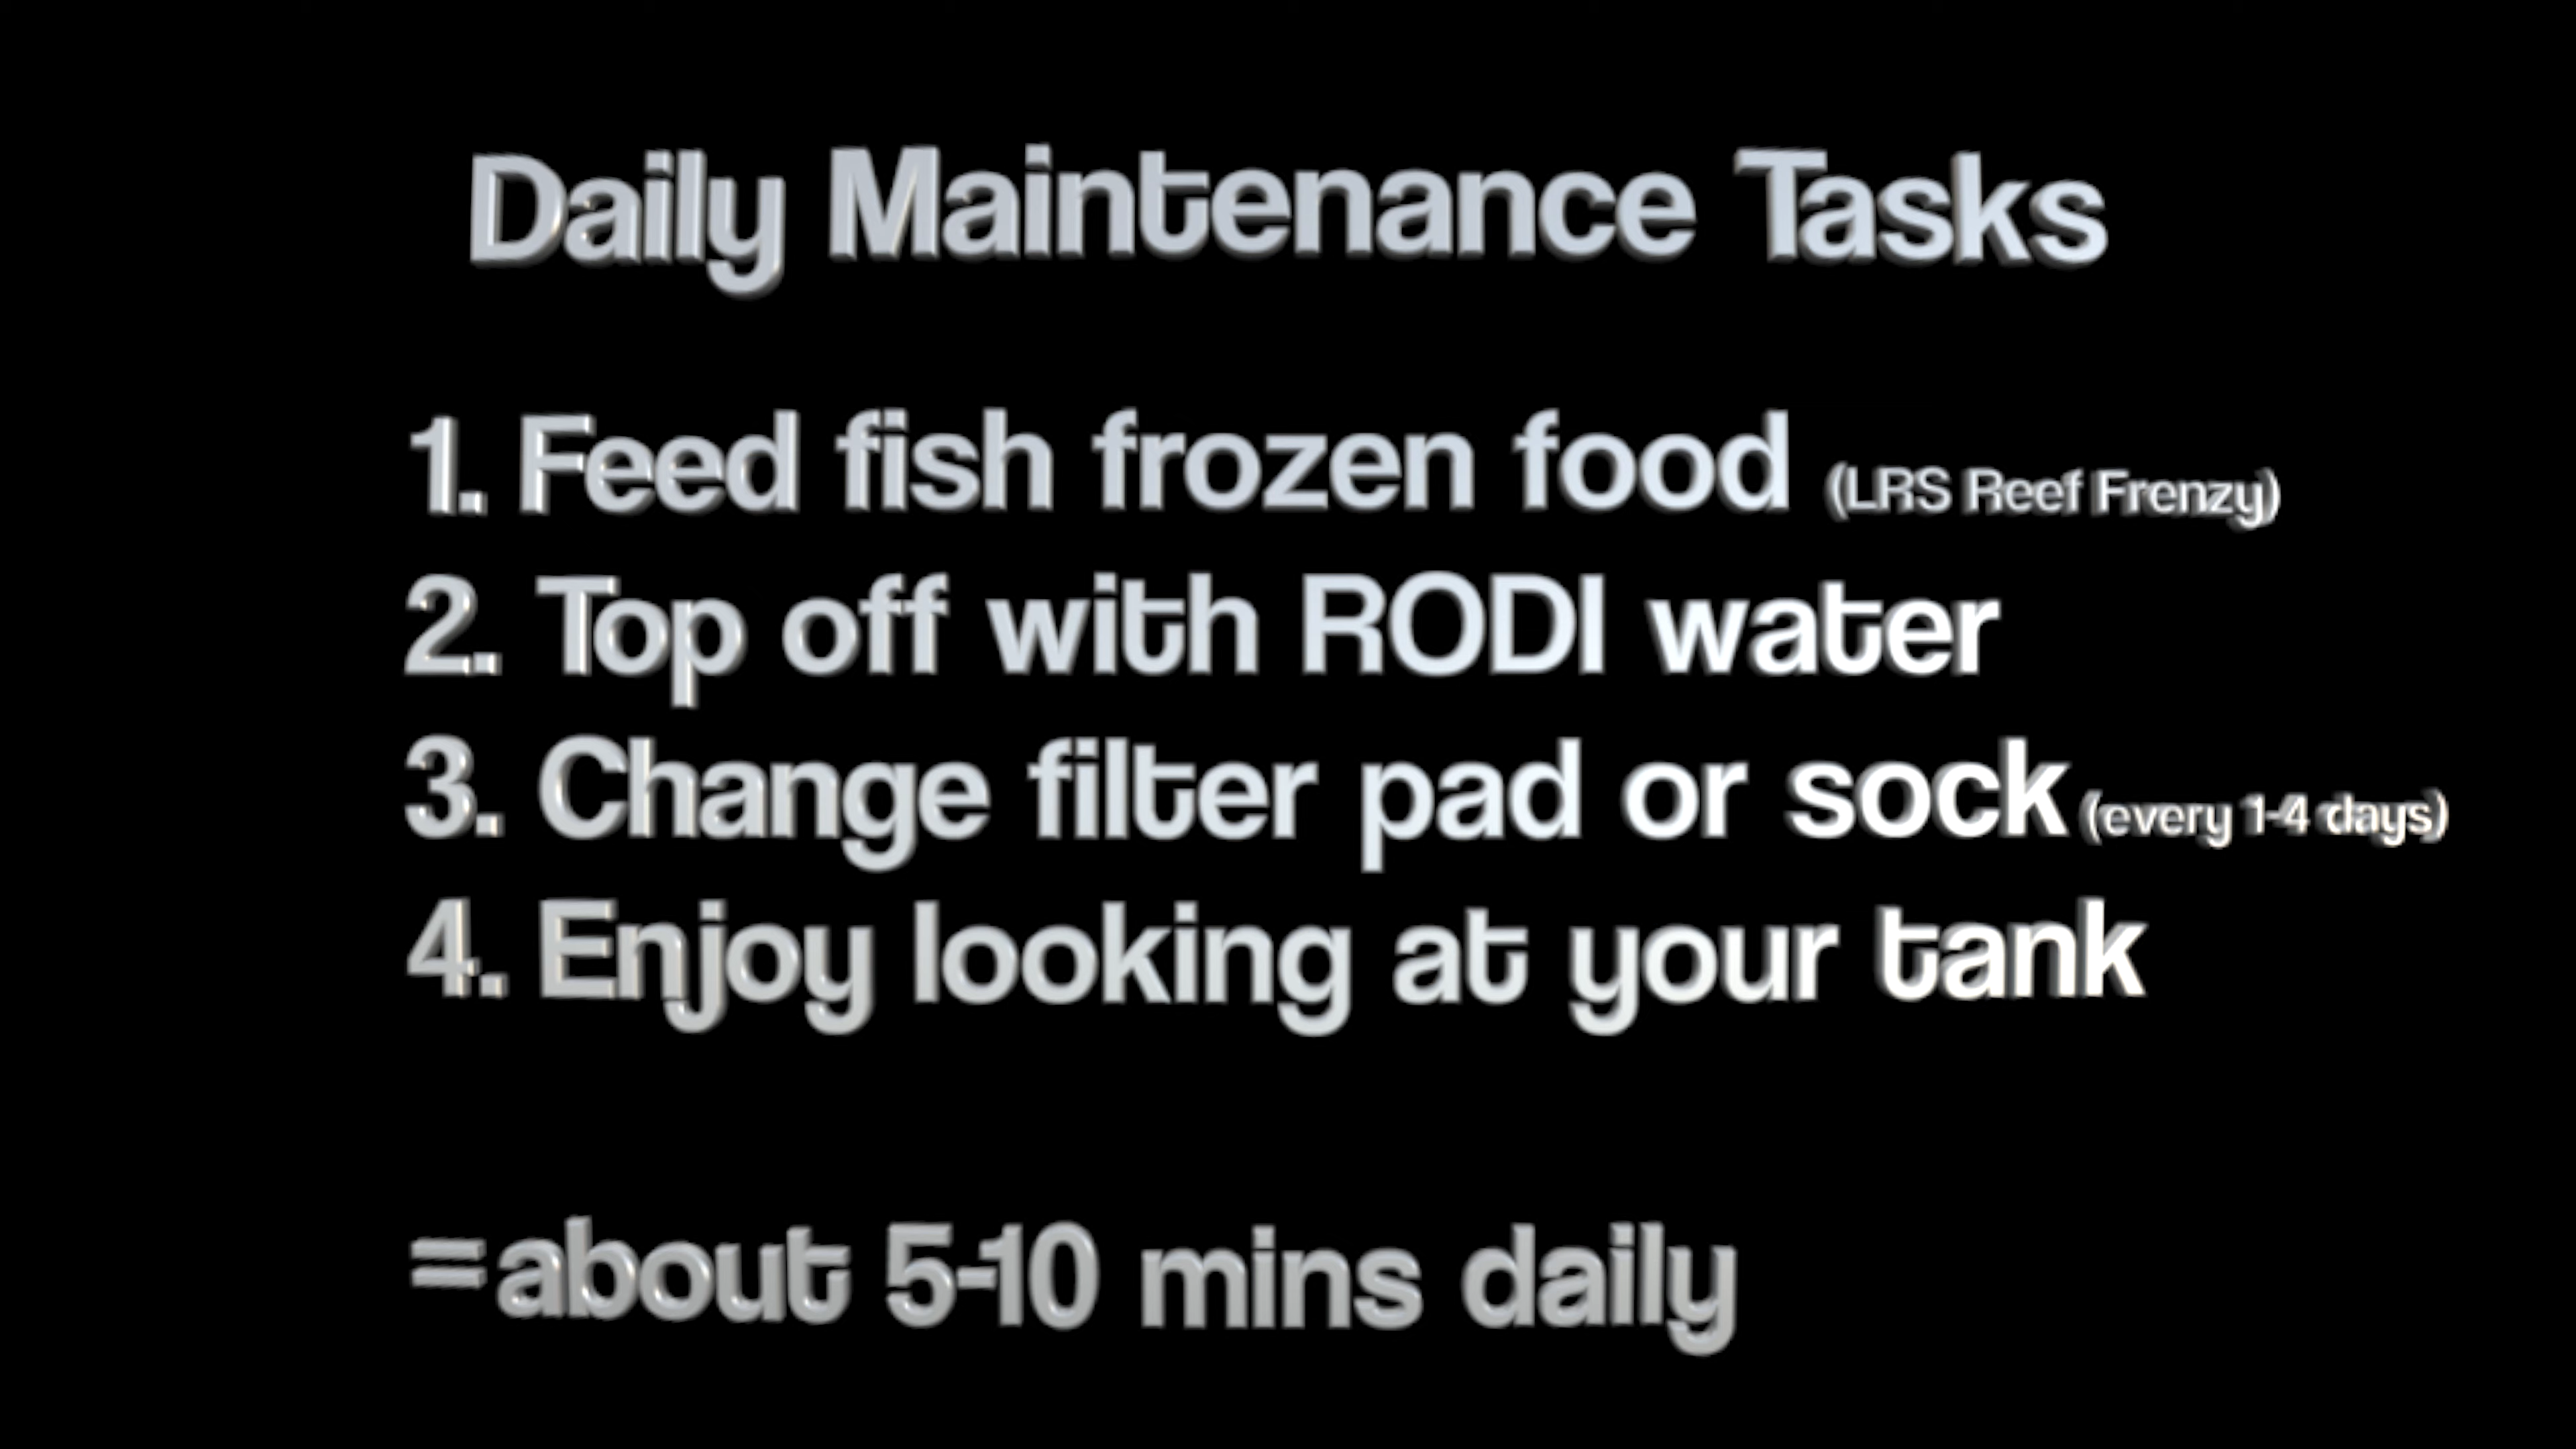 Daily Maintenance Tasks
1. Feed fish frozen food (LRS Reef Frenzy)
2. Top off with RODI water
3. Change filter pad or sock (every 1-4 days)
4. Enjoy looking at your tank
=about 5-10 mins daily